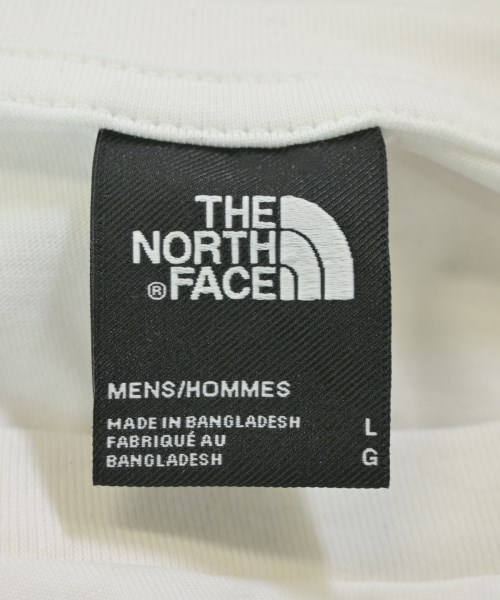 THE
NORTH
®FACE
MENS/HOMMES
MADE IN BANGLADESH L
FABRIQUÉ AU
BANGLADESH G